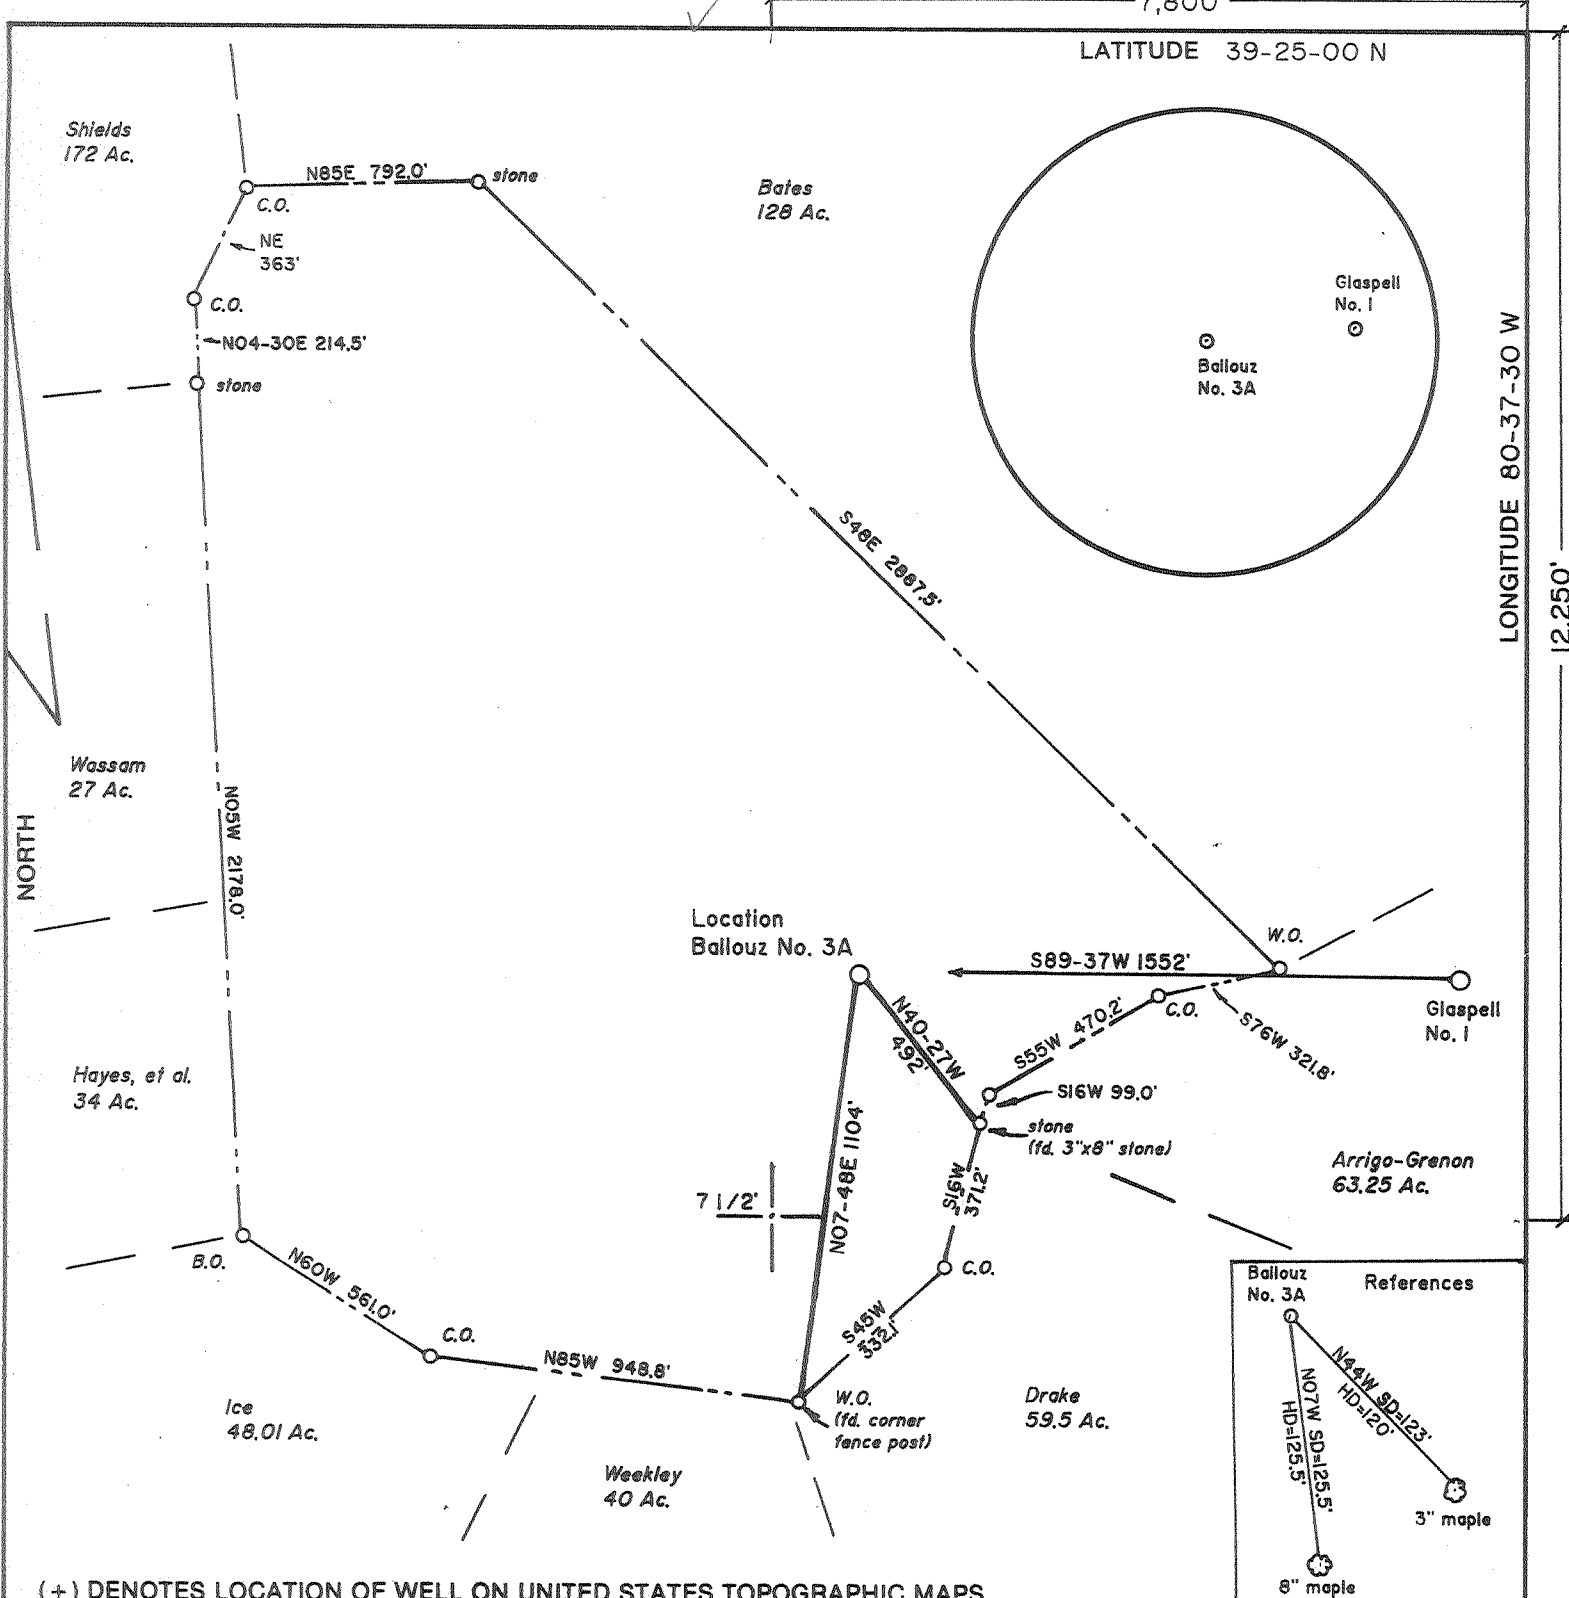 7,800
LATITUDE 39-25-00 N
Shields
172 Ac.
N85E 792.0'
stone
C.O.
NE
363'
C.O.
N04-30E 214.5'
stone
Bates
128 Ac.
Glaspell
No. 1
Ballouz
No. 3A
LONGITUDE 80-37-30 W
12,250'
S48E 2887.5'
Wassam
27 Ac.
NORTH
N05W 2178.0'
Location
Ballouz No. 3A
W.O.
S89-37W 1552'
Glaspell
No. 1
C.O.
S76W 321.8'
N40-27W
492'
S55W 470.2'
S16W 99.0'
stone
(fd. 3"x8" stone)
Hayes, et al.
34 Ac.
N07-48E 1104'
S16W
371.2'
Arrigo-Grenon
63.25 Ac.
7 1/2'
B.O.
N60W 561.0'
C.O.
C.O.
N85W 948.8'
S45W
332.1'
W.O.
(fd. corner
fence post)
Ice
48.01 Ac.
Weekley
40 Ac.
Drake
59.5 Ac.
Ballouz
No. 3A
References
N44W SD=123'
HD=120'
N07W SD=125.5'
HD=125.5'
3" maple
8" maple
(+) DENOTES LOCATION OF WELL ON UNITED STATES TOPOGRAPHIC MAPS